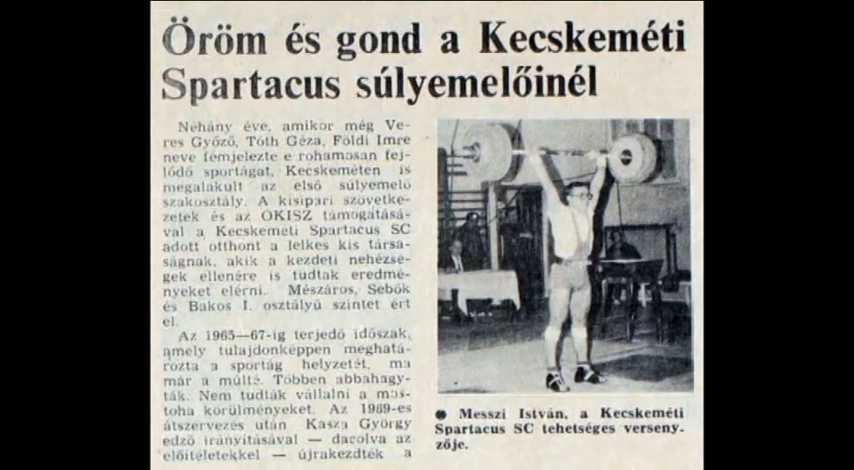 Öröm és gond a Kecskeméti
Spartacus súlyemelőinél
Néhány éve, amikor még Ve-
res Győző, Tóth Géza, Földi Imre
neve fémjelezte e rohamosan fej-
lődő sportágat, Kecskeméten is
megalakult az első súlyemelő
szakosztály. A kisipari szövetke-
zetek és az OKISZ támogatásá-
val a Kecskeméti Spartacus SC
adott otthont a lelkes kis társa-
ságnak, akik a kezdeti nehézsé-
gek ellenére is tudtak eredmé-
nyeket elérni. Mészáros, Sebők
és Bakos I. osztályú szintet ért
el.
Az 1965—67-ig terjedő időszak,
amely tulajdonképpen meghatá-
rozta a sportág helyzetét, ma
már a múlté. Többen abbahagy-
ták. Nem tudták vállalni a mos-
toha körülményeket. Az 1969-es
átszervezés után Kasza György
edző irányításával — dacolva az
előítéletekkel — újrakezdték a
● Messzi István, a Kecskeméti
Spartacus SC tehetséges verseny-
zője.